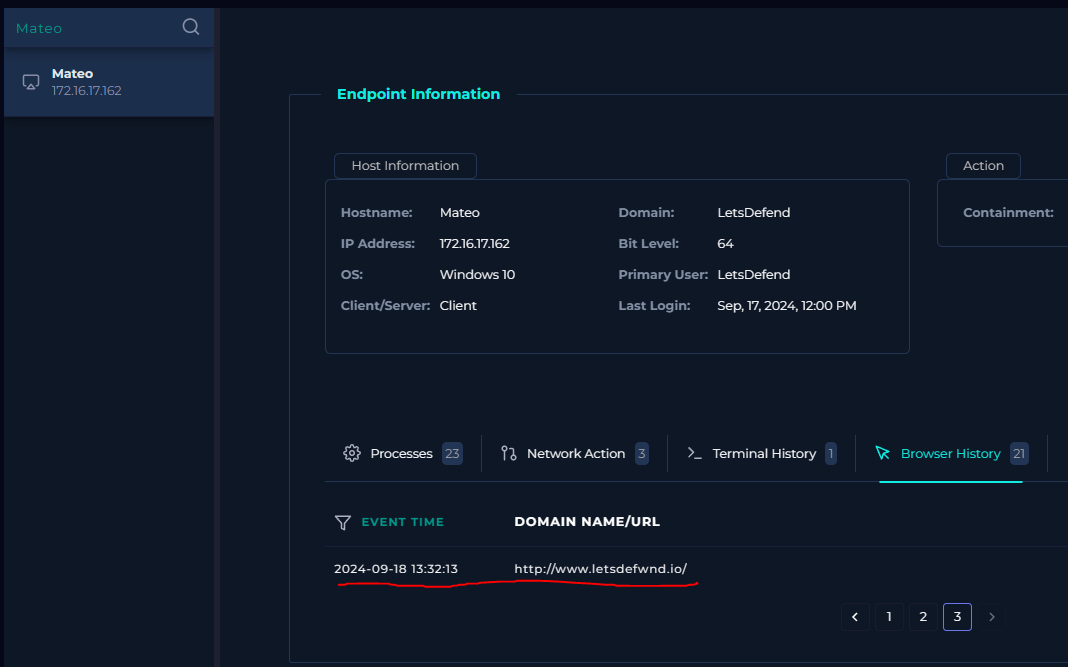 Mateo
Mateo
172.16.17.162
Endpoint Information
Host Information
Action
Hostname: Mateo Domain: LetsDefend
Containment:
IP Address: 172.16.17.162 Bit Level: 64
OS: Windows 10 Primary User: LetsDefend
Client/Server: Client Last Login: Sep, 17, 2024, 12:00 PM
Processes 23 Network Action 3 Terminal History 1 Browser History 21
EVENT TIME DOMAIN NAME/URL
2024-09-18 13:32:13 http://www.letsdefwnd.io/
1 2 3